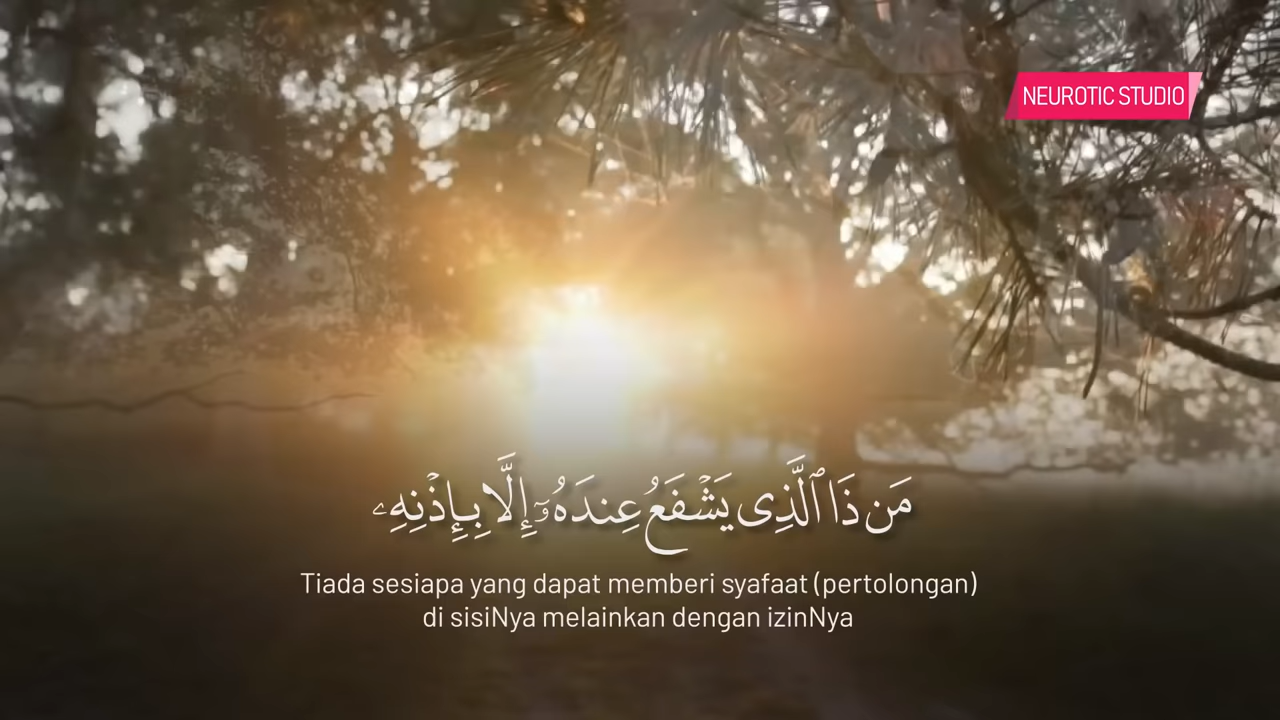 NEUROTIC STUDIO
مَن ذَا ٱلَّذِى يَشْفَعُ عِندَهُۥٓ إِلَّا بِإِذْنِهِۦ
Tiada sesiapa yang dapat memberi syafaat (pertolongan)
di sisiNya melainkan dengan izinNya